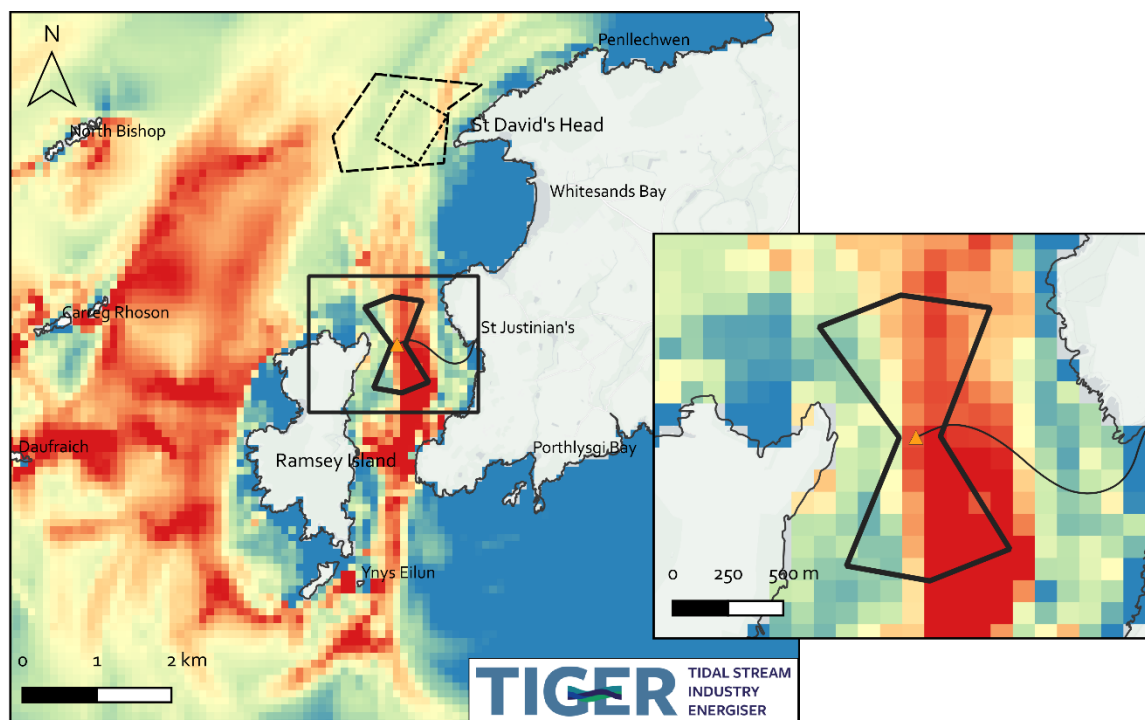 N
Penllechwen
North Bishop
St David's Head
Whitesands Bay
Carreg Rhoson
St Justinian's
Daufraich
Ramsey Island
Porthlysgi Bay
Ynys Eilun
0 1 2 km
0 250 500 m
TIGER
TIDAL STREAM
INDUSTRY
ENERGISER